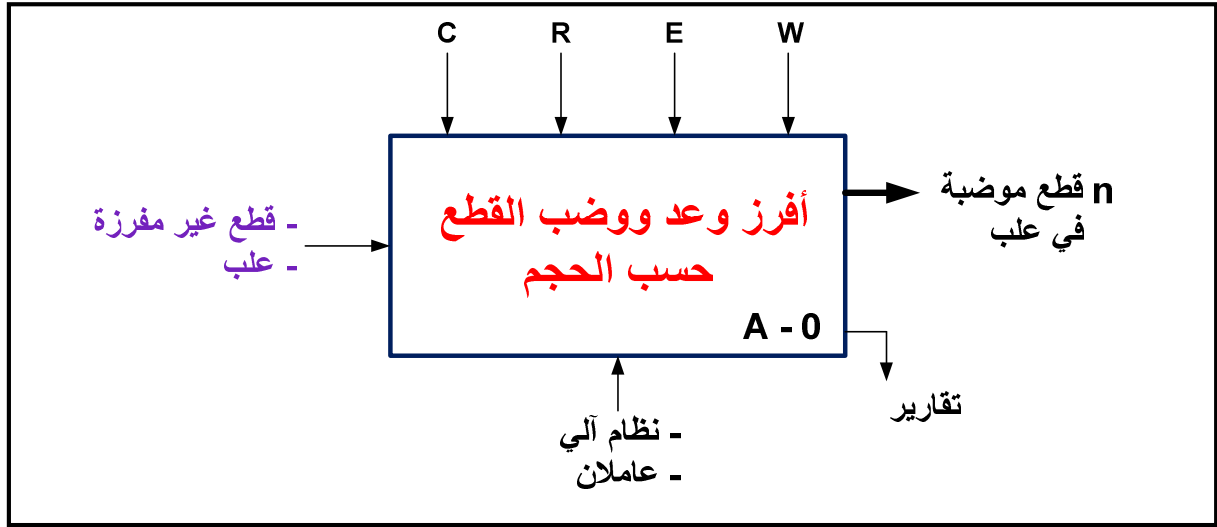 C R E W
أفرز وعد ووضب القطع
حسب الحجم
A - 0
- قطع غير مفرزة
- علب
n قطع موضبة
في علب
تقارير
- نظام آلي
- عاملان